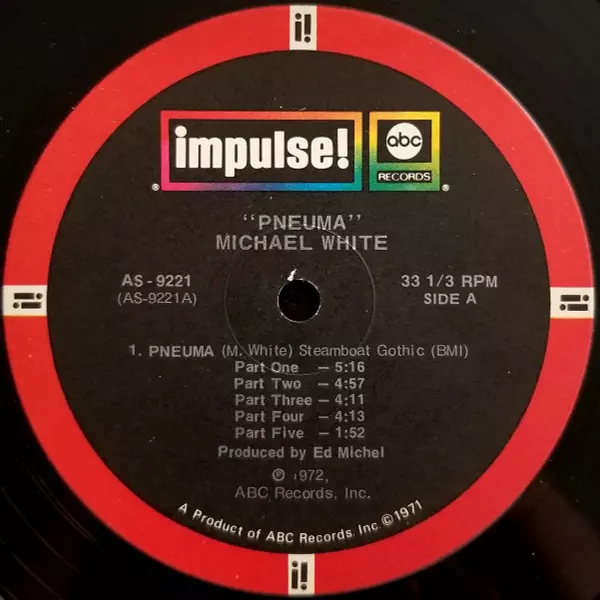 i!
impulse! abc
RECORDS
® ®
"PNEUMA"
MICHAEL WHITE
AS-9221 33 1/3 RPM
(AS-9221A) SIDE A
i! i!
1. PNEUMA (M. White) Steamboat Gothic (BMI)
Part One – 5:16
Part Two – 4:57
Part Three – 4:11
Part Four – 4:13
Part Five – 1:52
Produced by Ed Michel
℗ 1972,
ABC Records, Inc.
A Product of ABC Records, Inc. ©1971
i!